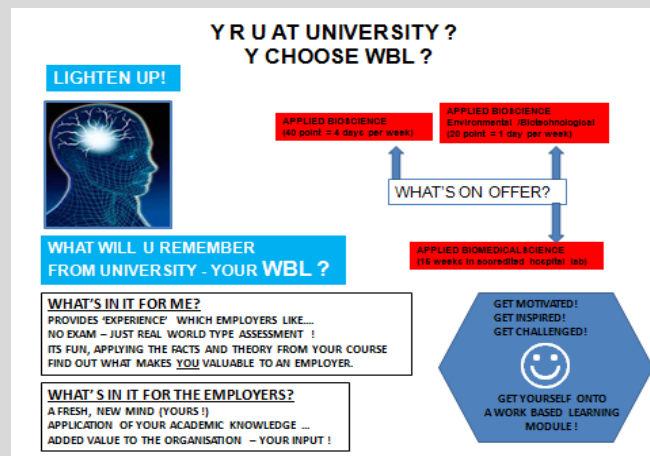 Y R U AT UNIVERSITY ?
Y CHOOSE WBL ?
LIGHTEN UP!
APPLIED BIOSCIENCE
(40 point = 4 days per week)
APPLIED BIOSCIENCE
Environmental /Biotechnological
(20 point = 1 day per week)
WHAT'S ON OFFER?
APPLIED BIOMEDICAL SCIENCE
(15 weeks in accredited hospital lab)
WHAT WILL U REMEMBER
FROM UNIVERSITY - YOUR WBL ?
WHAT'S IN IT FOR ME?
PROVIDES 'EXPERIENCE' WHICH EMPLOYERS LIKE....
NO EXAM – JUST REAL WORLD TYPE ASSESSMENT !
ITS FUN, APPLYING THE FACTS AND THEORY FROM YOUR COURSE
FIND OUT WHAT MAKES YOU VALUABLE TO AN EMPLOYER.
WHAT'S IN IT FOR THE EMPLOYERS?
A FRESH, NEW MIND (YOURS !)
APPLICATION OF YOUR ACADEMIC KNOWLEDGE ...
ADDED VALUE TO THE ORGANISATION – YOUR INPUT !
GET MOTIVATED!
GET INSPIRED!
GET CHALLENGED!
GET YOURSELF ONTO
A WORK BASED LEARNING
MODULE !